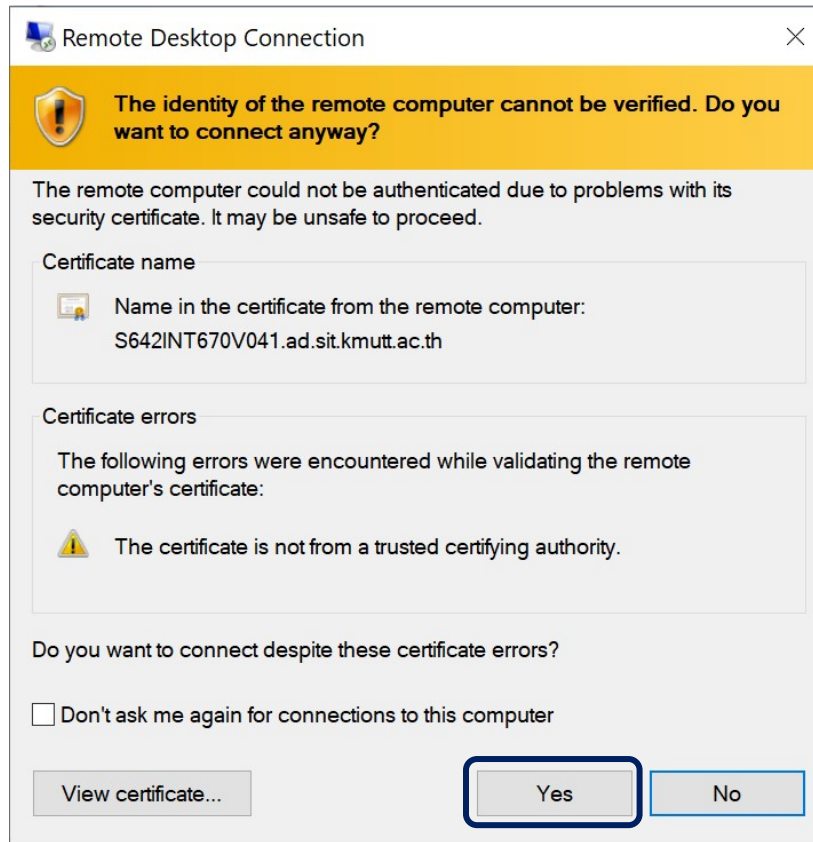 Remote Desktop Connection
The identity of the remote computer cannot be verified. Do you
want to connect anyway?
The remote computer could not be authenticated due to problems with its
security certificate. It may be unsafe to proceed.
Certificate name
Name in the certificate from the remote computer:
S642INT670V041.ad.sit.kmutt.ac.th
Certificate errors
The following errors were encountered while validating the remote
computer's certificate:
The certificate is not from a trusted certifying authority.
Do you want to connect despite these certificate errors?
Don't ask me again for connections to this computer
View certificate... Yes No